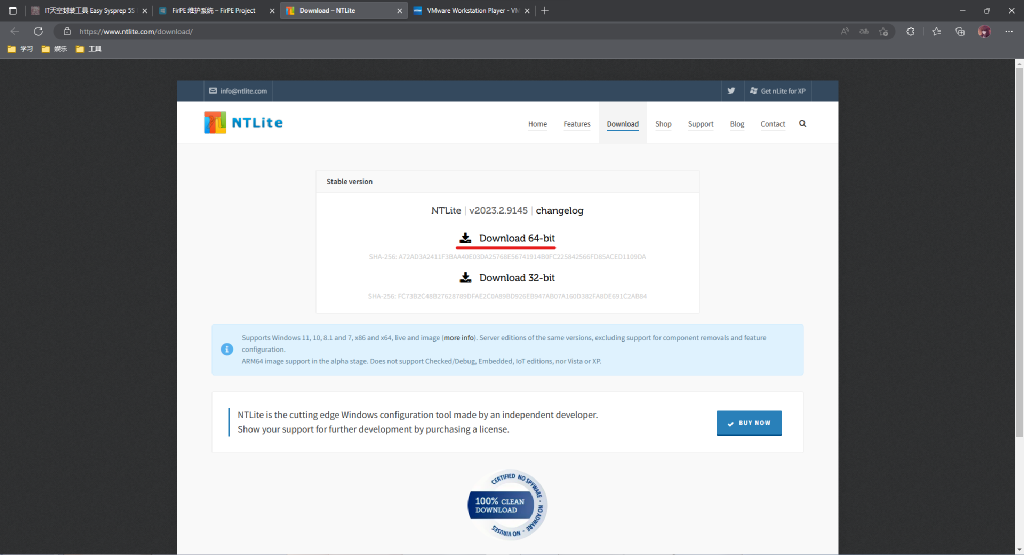 IT天空封装工具 Easy Sysprep 5S
FirPE 维护系统 – FirPE Project
Download – NTLite
VMware Workstation Player - VM
https://www.ntlite.com/download/
学习
娱乐
工具
info@ntlite.com
Get nLite for XP
NTLite
Home
Features
Download
Shop
Support
Blog
Contact
Stable version
NTLite | v2023.2.9145 | changelog
Download 64-bit
SHA-256:
Download 32-bit
SHA-256:
Supports Windows 11, 10, 8.1 and 7, x86 and x64, live and image (more info). Server editions of the same versions, excluding support for component removals and feature
configuration.
ARM64 image support in the alpha stage. Does not support Checked/Debug, Embedded, IoT editions, nor Vista or XP.
NTLite is the cutting edge Windows configuration tool made by an independent developer.
Show your support for further development by purchasing a license.
BUY NOW
CERTIFIED NO SPYWARE • NO ADWARE • NO VIRUSES
100% CLEAN
DOWNLOAD